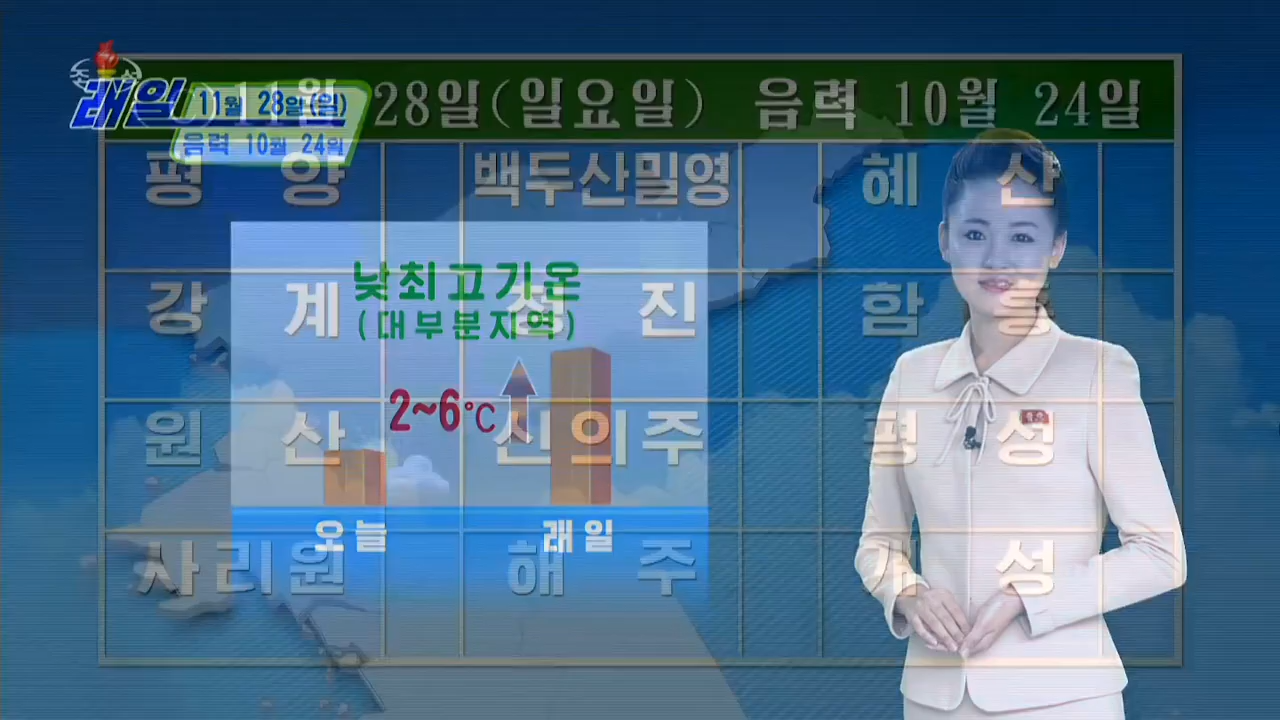 조선
래일 11월 28일(일)
음력 10월 24일
11월 28일(일요일) 음력 10월 24일
평양 백두산밀영 혜산
강계 청진 함흥
원산 신의주 평성
사리원 해주 개성
낮최고기온
(대부분지역)
2~6℃
오늘 래일